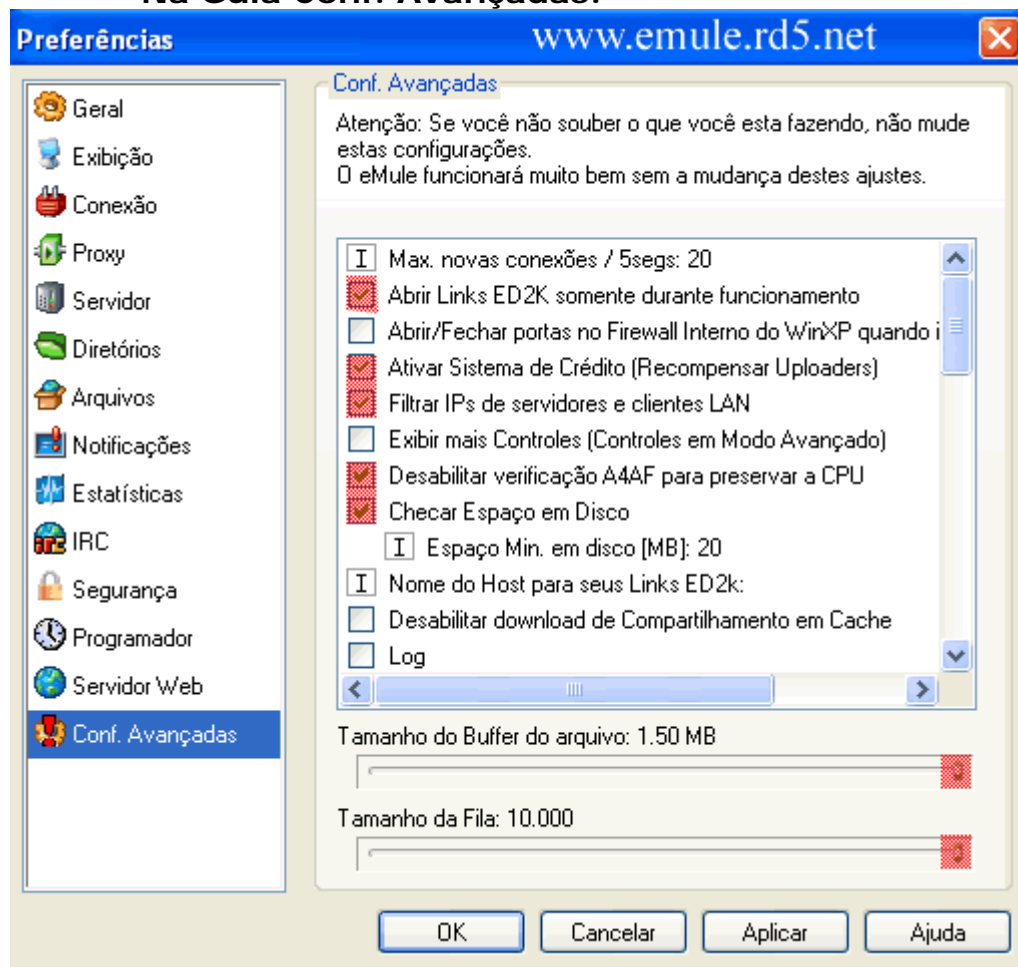 Na Guia Conf. Avançadas:
Preferências
www.emule.rd5.net
Geral
Exibição
Conexão
Proxy
Servidor
Diretórios
Arquivos
Notificações
Estatísticas
IRC
Segurança
Programador
Servidor Web
Conf. Avançadas
Conf. Avançadas
Atenção: Se você não souber o que você esta fazendo, não mude
estas configurações.
O eMule funcionará muito bem sem a mudança destes ajustes.
Max. novas conexões / 5segs: 20
Abrir Links ED2K somente durante funcionamento
Abrir/Fechar portas no Firewall Interno do WinXP quando i
Ativar Sistema de Crédito (Recompensar Uploaders)
Filtrar IPs de servidores e clientes LAN
Exibir mais Controles (Controles em Modo Avançado)
Desabilitar verificação A4AF para preservar a CPU
Checar Espaço em Disco
Espaço Min. em disco [MB]: 20
Nome do Host para seus Links ED2k:
Desabilitar download de Compartilhamento em Cache
Log
Tamanho do Buffer do arquivo: 1.50 MB
Tamanho da Fila: 10.000
OK
Cancelar
Aplicar
Ajuda